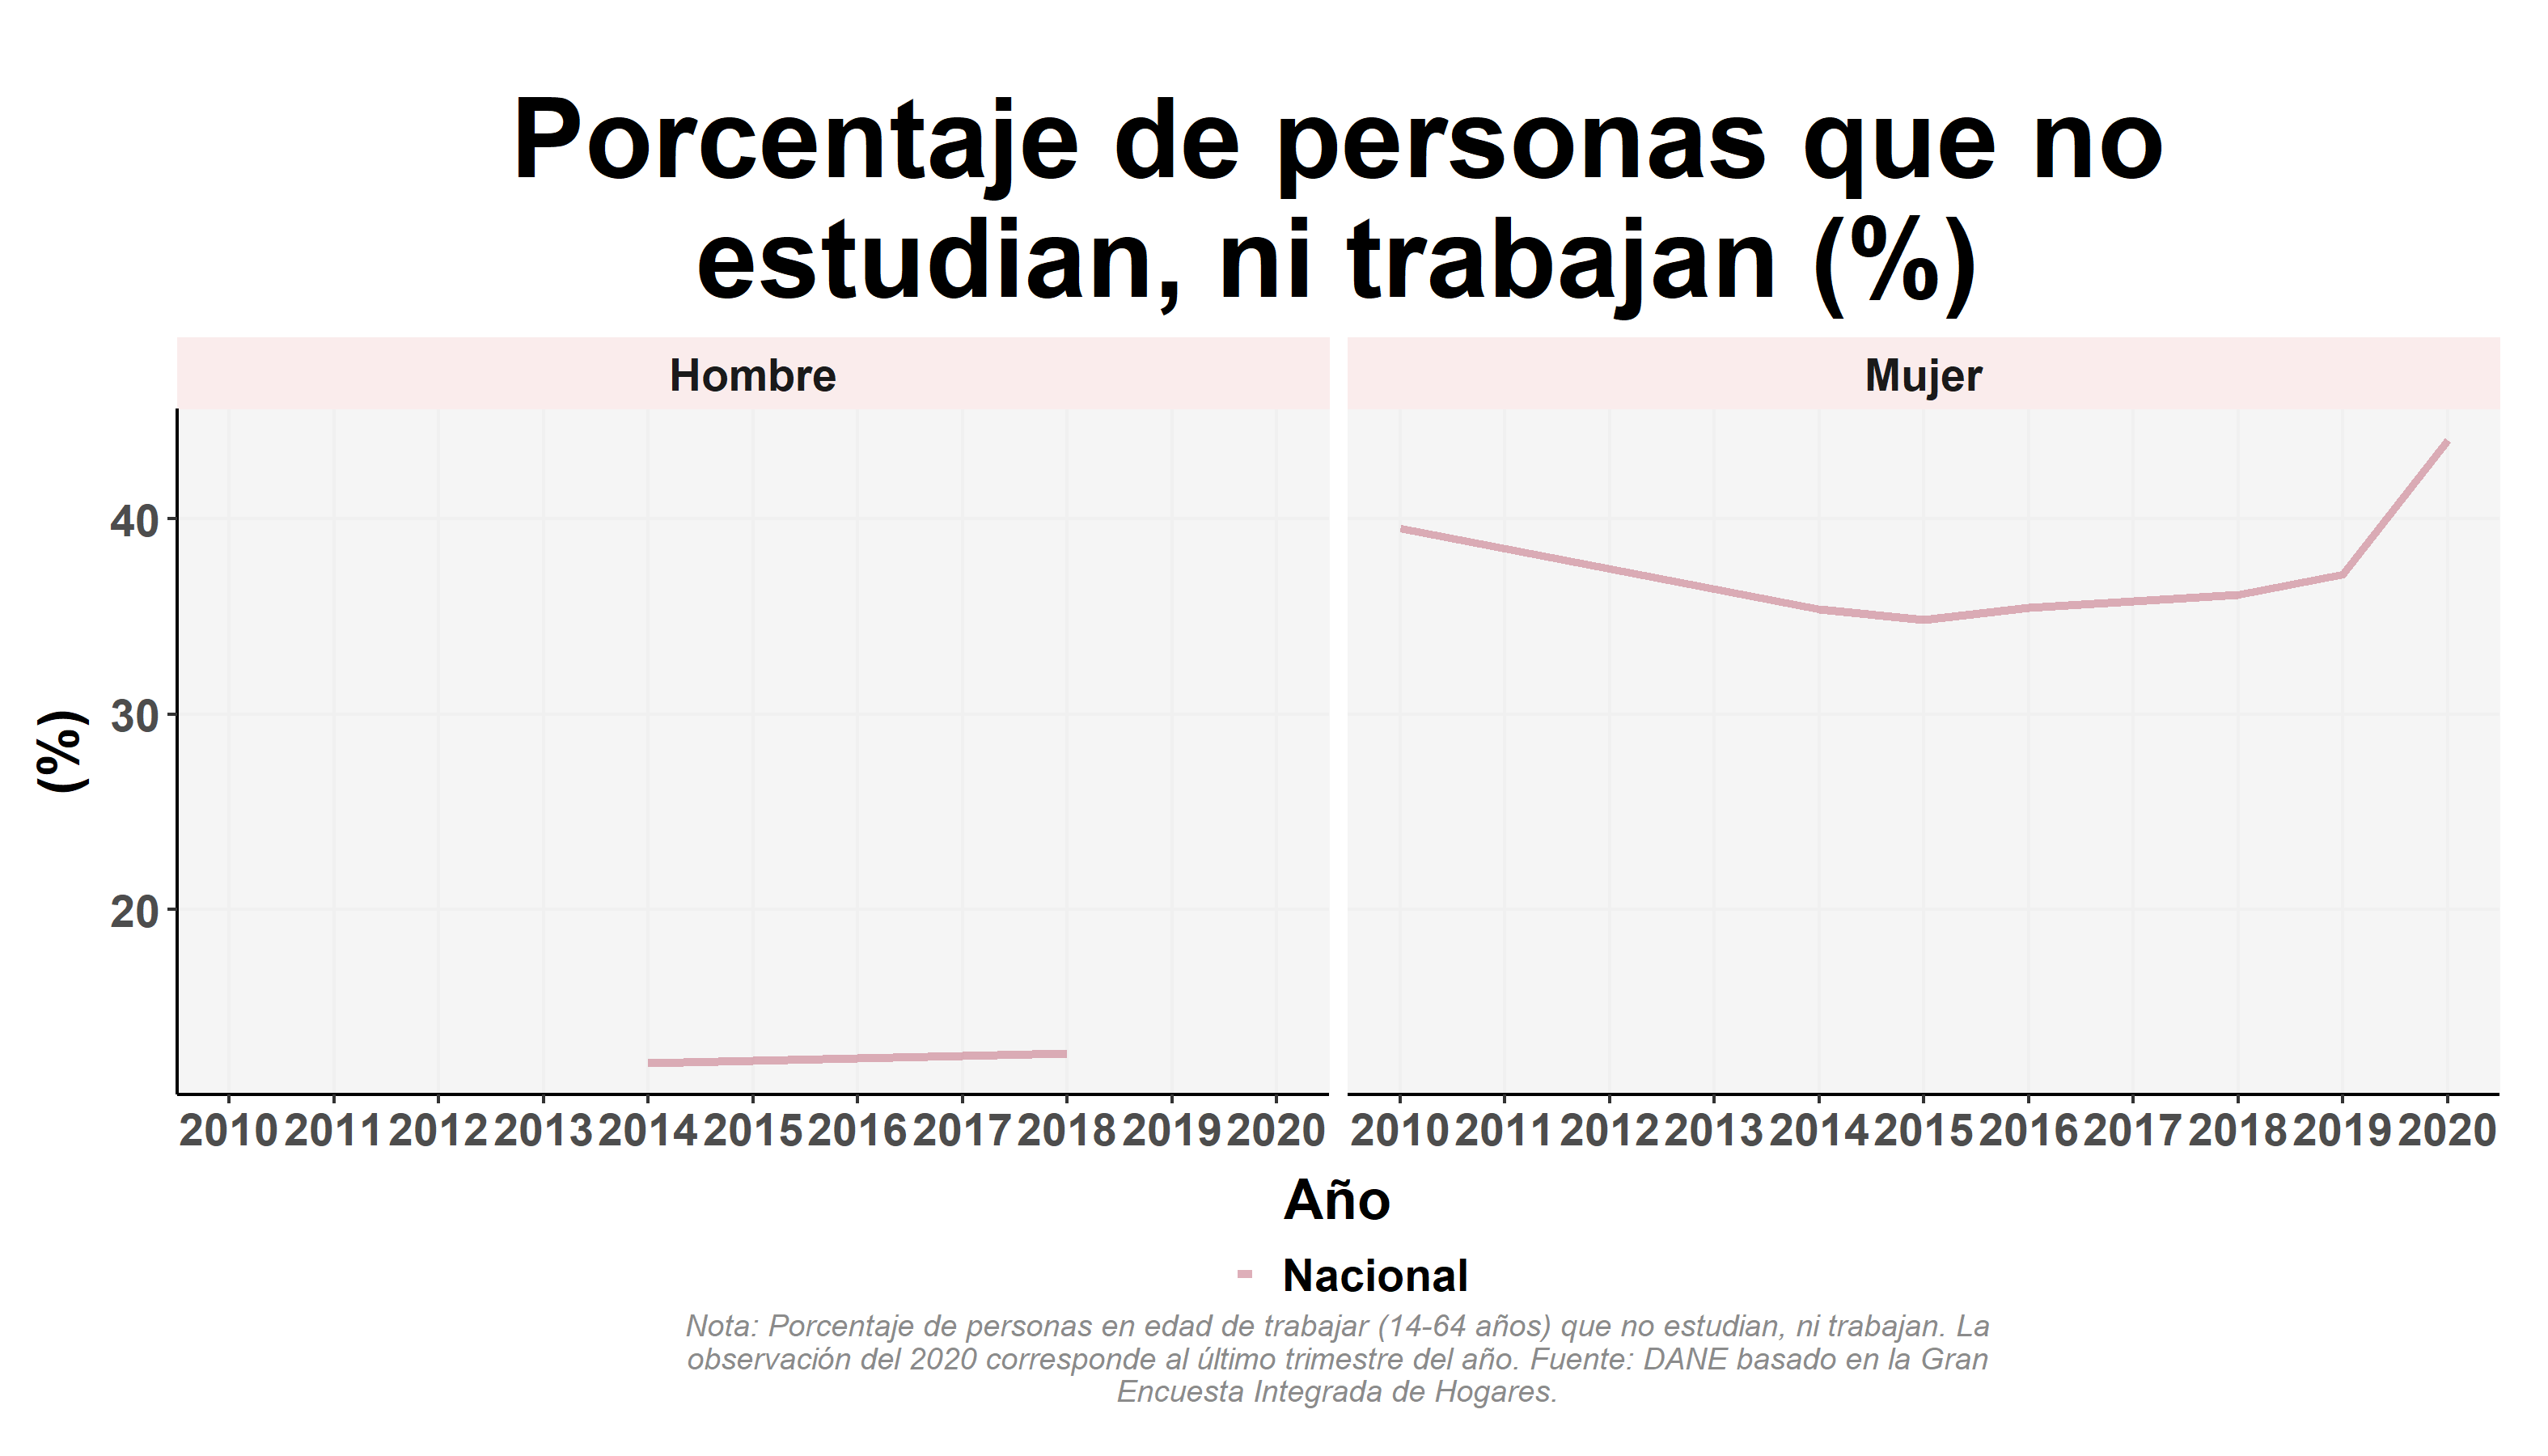 Porcentaje de personas que no
estudian, ni trabajan (%)
Hombre
Mujer
(%)
40
30
20
2010 2011 2012 2013 2014 2015 2016 2017 2018 2019 2020
2010 2011 2012 2013 2014 2015 2016 2017 2018 2019 2020
Año
Nacional
Nota: Porcentaje de personas en edad de trabajar (14-64 años) que no estudian, ni trabajan. La
observación del 2020 corresponde al último trimestre del año. Fuente: DANE basado en la Gran
Encuesta Integrada de Hogares.